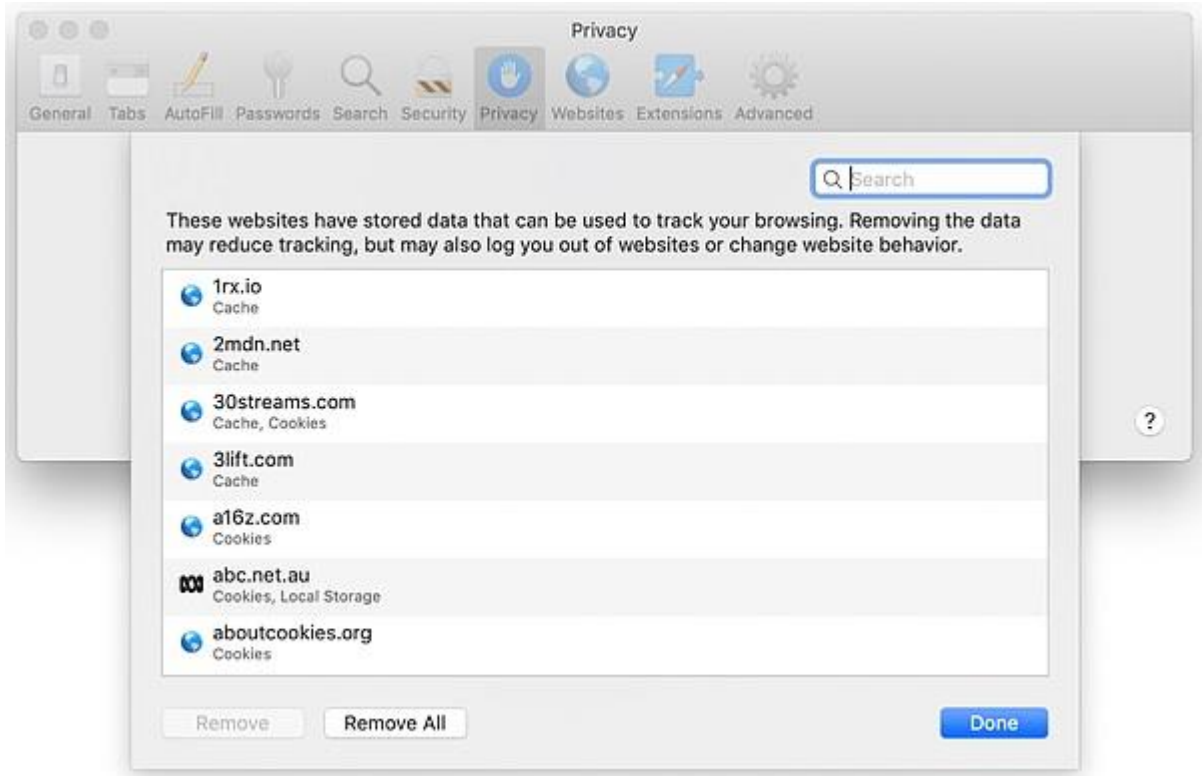 Privacy
General Tabs AutoFill Passwords Search Security Privacy Websites Extensions Advanced
Search
These websites have stored data that can be used to track your browsing. Removing the data
may reduce tracking, but may also log you out of websites or change website behavior.
1rx.io
Cache
2mdn.net
Cache
30streams.com
Cache, Cookies
3lift.com
Cache
a16z.com
Cookies
abc.net.au
Cookies, Local Storage
aboutcookies.org
Cookies
?
Remove Remove All Done